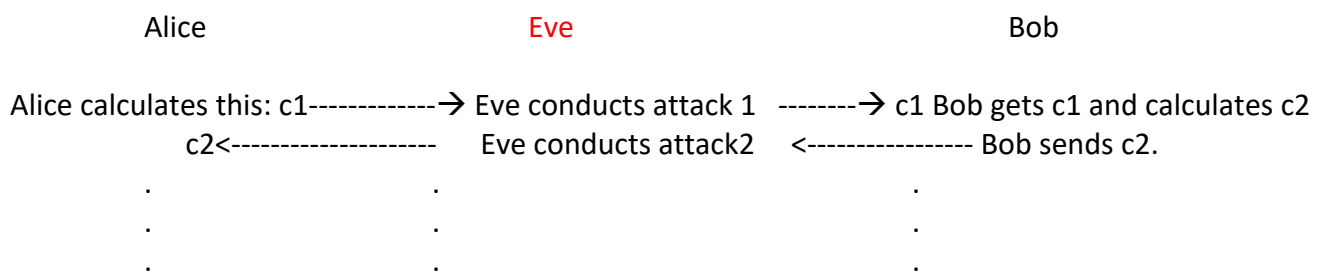 Alice Eve Bob
Alice calculates this: c1-------------→ Eve conducts attack 1 --------→ c1 Bob gets c1 and calculates c2
c2<--------------------- Eve conducts attack2 <----------------- Bob sends c2.
. . .
. . .
. . .